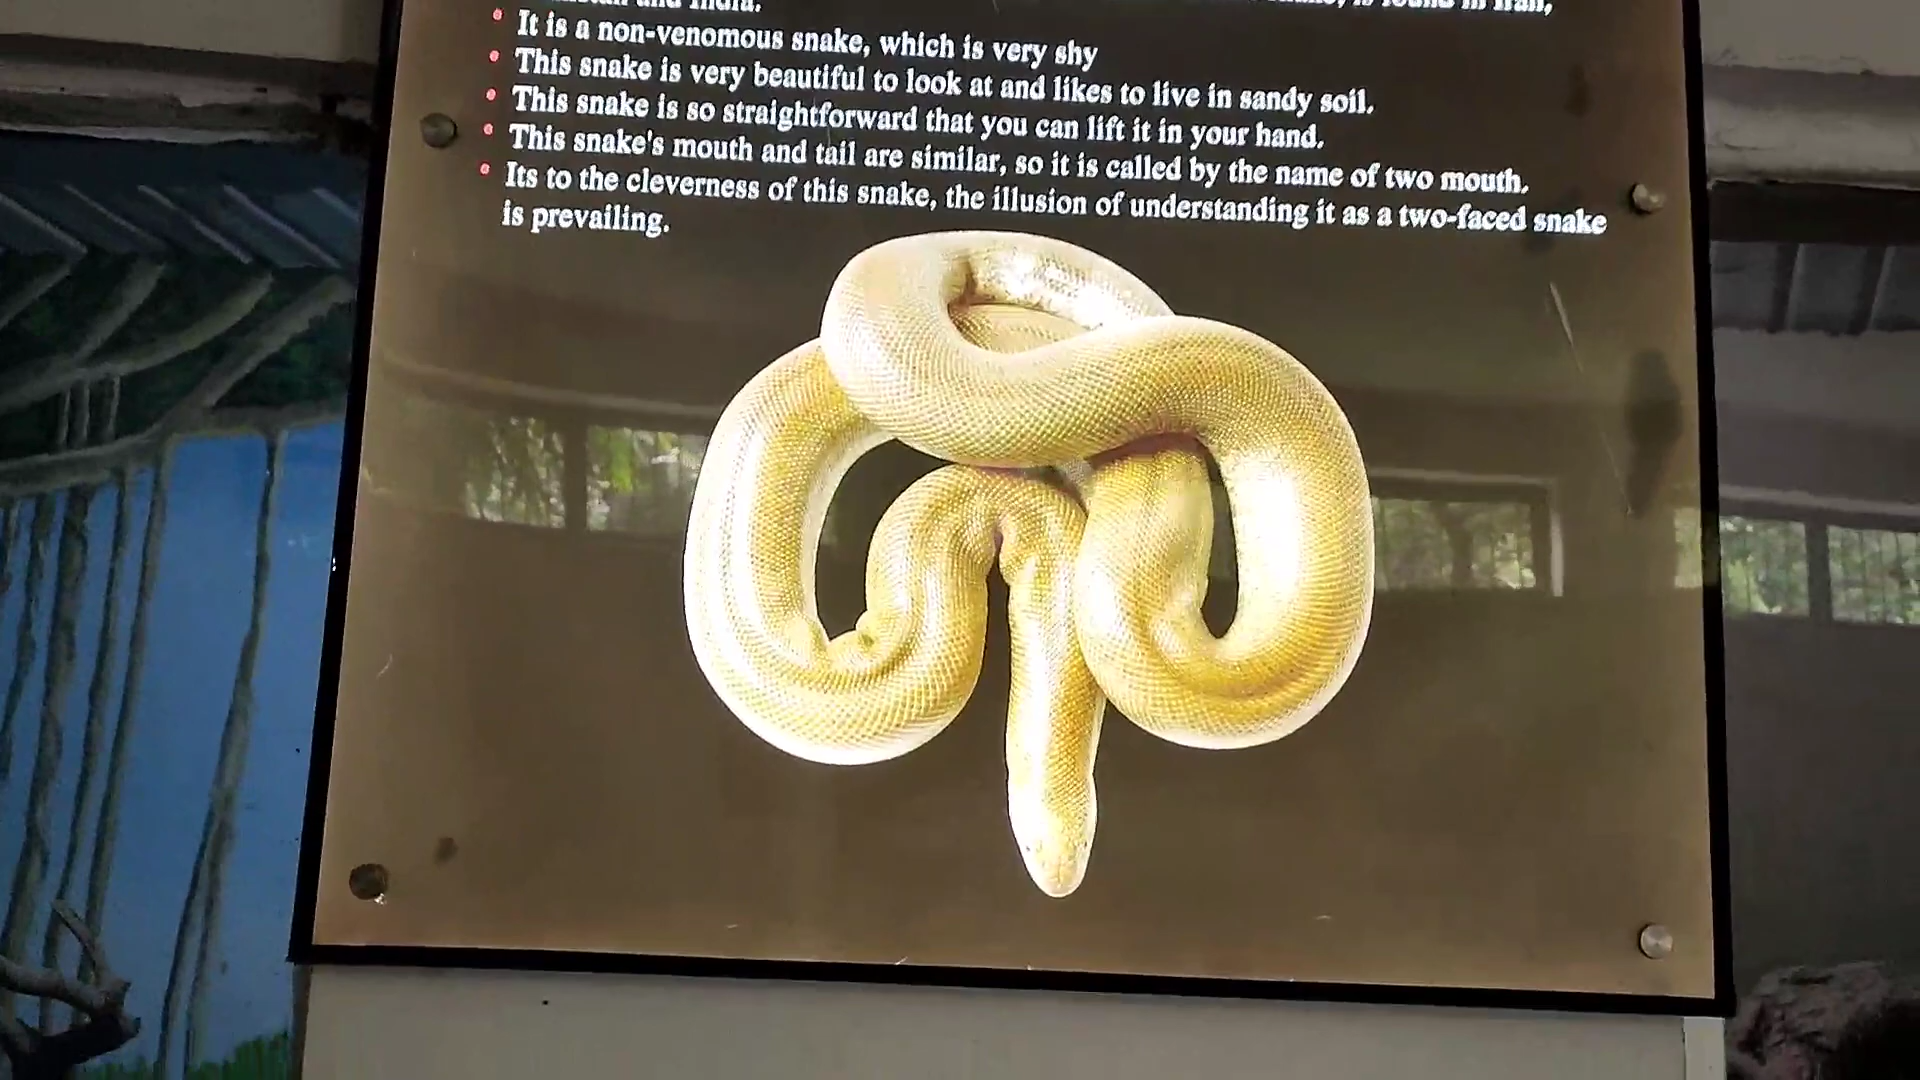 and India.
It is a non-venomous snake, which is very shy
This snake is very beautiful to look at and likes to live in sandy soil.
This snake is so straightforward that you can lift it in your hand.
This snake's mouth and tail are similar, so it is called by the name of two mouth.
Its to the cleverness of this snake, the illusion of understanding it as a two-faced snake
is prevailing.